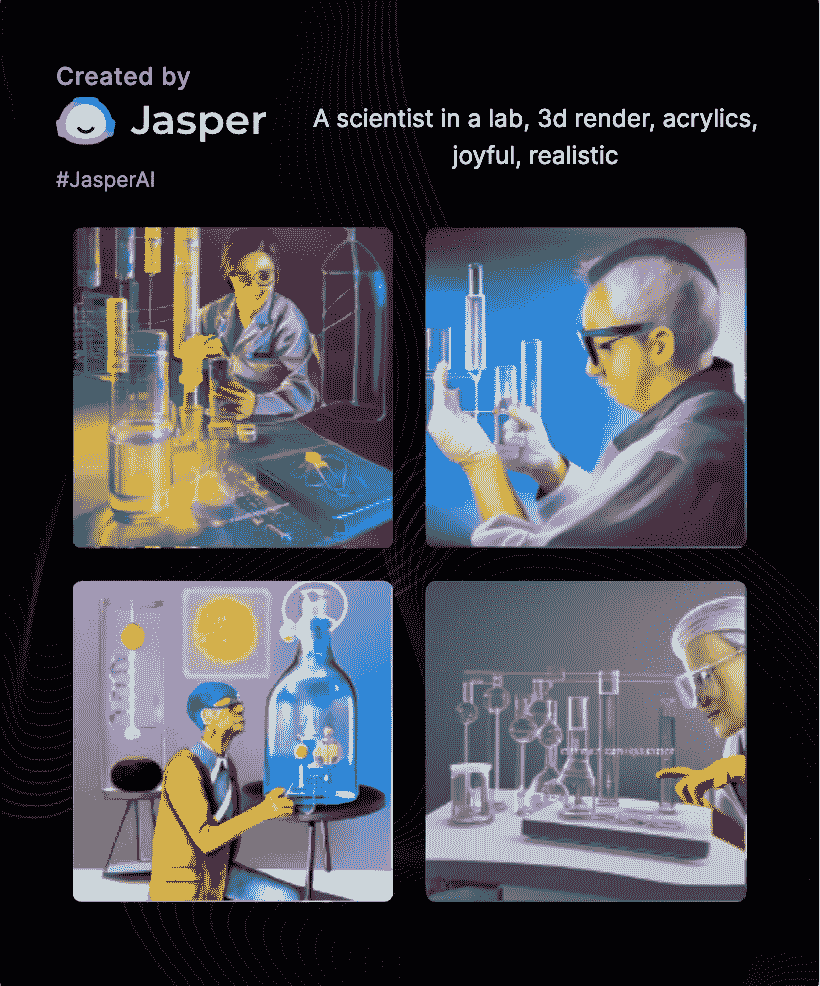 Created by
Jasper
#JasperAI
A scientist in a lab, 3d render, acrylics,
joyful, realistic